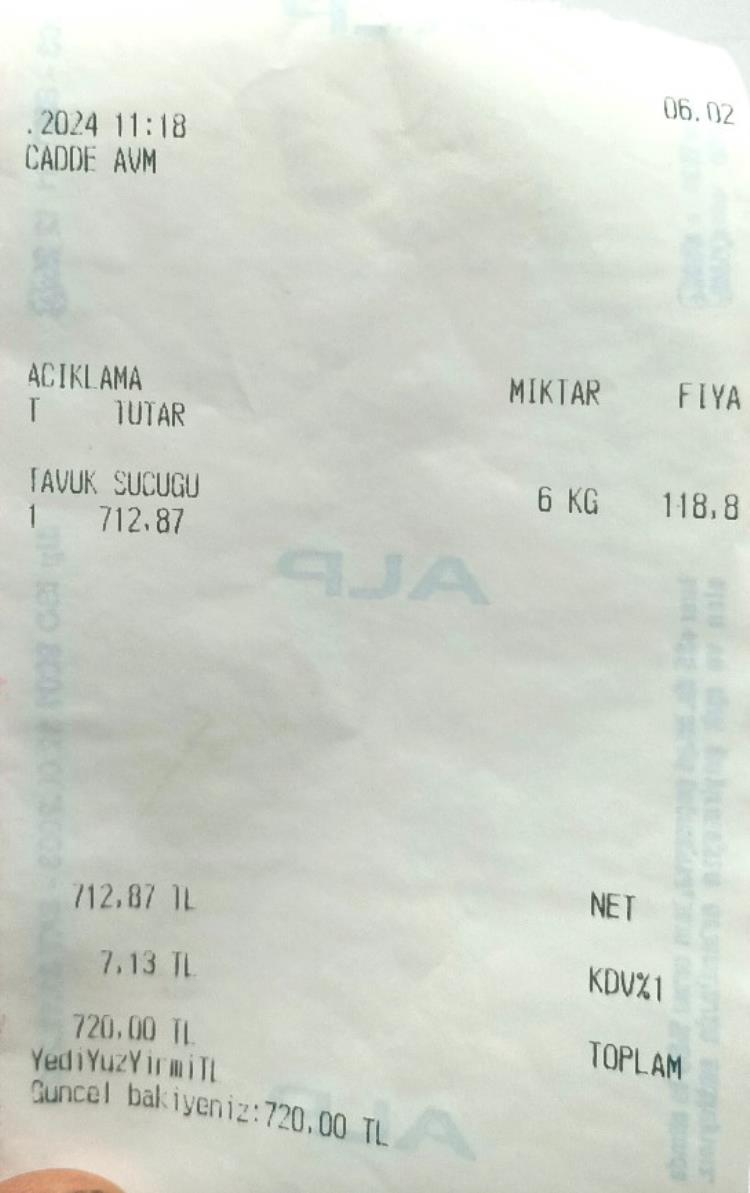 06.02
.2024 11:18
CADDE AVM
ACIKLAMA MIKTAR FIYA
T TUTAR
TAVUK SUCUGU 6 KG 118.8
1 712.87
ALP
712.87 TL NET
7.13 TL KDV%1
720.00 TL TOPLAM
YediYuzYirmiTL
Guncel bakiyeniz:720.00 TL
ALP